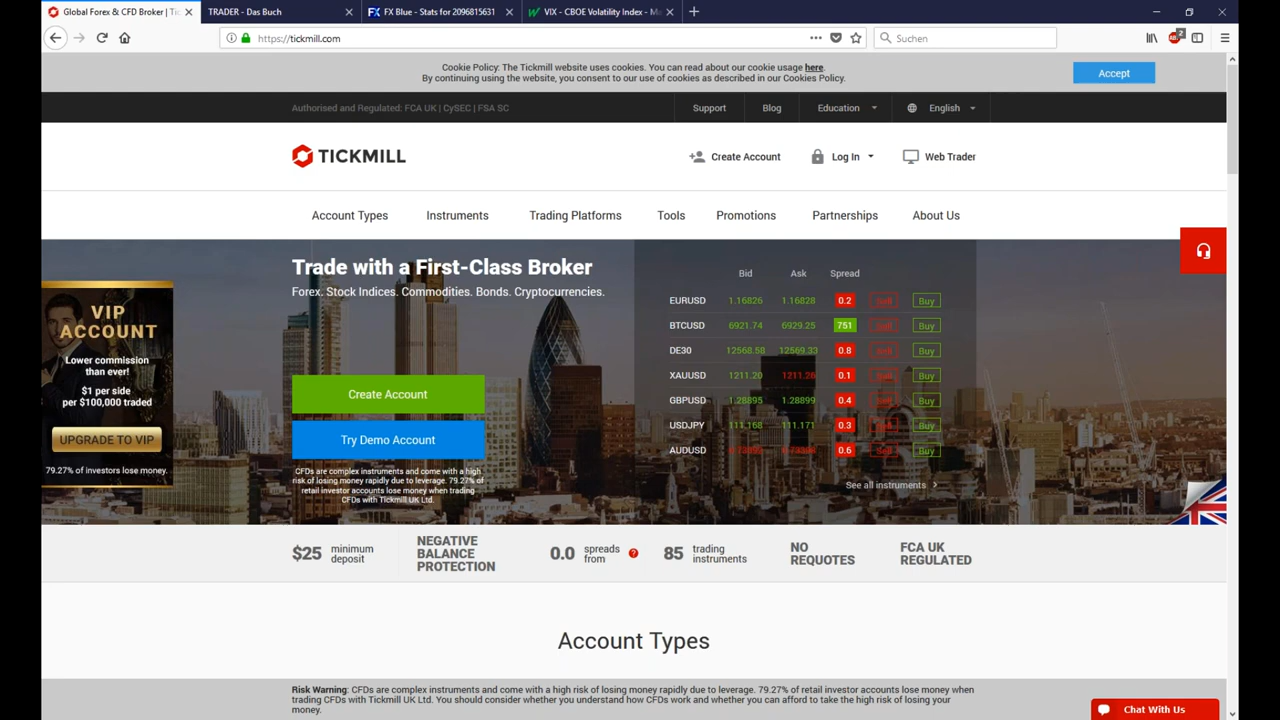 Global Forex & CFD Broker | Tic
TRADER - Das Buch
FX Blue - Stats for 2096815631
VIX - CBOE Volatility Index - Ma
https://tickmill.com
Suchen
2
Cookie Policy: The Tickmill website uses cookies. You can read about our cookie usage here.
By continuing using the website, you consent to our use of cookies as described in our Cookies Policy.
Accept
Authorised and Regulated: FCA UK | CySEC | FSA SC
Support
Blog
Education
English
TICKMILL
Create Account
Log In
Web Trader
Account Types
Instruments
Trading Platforms
Tools
Promotions
Partnerships
About Us
VIP
ACCOUNT
Lower commission
than ever!
$1 per side
per $100,000 traded
UPGRADE TO VIP
79.27% of investors lose money.
Trade with a First-Class Broker
Forex. Stock Indices. Commodities. Bonds. Cryptocurrencies.
Create Account
Try Demo Account
CFDs are complex instruments and come with a high
risk of losing money rapidly due to leverage. 79.27% of
retail investor accounts lose money when trading
CFDs with Tickmill UK Ltd.
Bid Ask Spread
EURUSD 1.16826 1.16828 0.2 Sell Buy
BTCUSD 6921.74 6929.25 751 Sell Buy
DE30 12568.58 12569.33 0.8 Sell Buy
XAUUSD 1211.20 1211.26 0.1 Sell Buy
GBPUSD 1.28895 1.28899 0.4 Sell Buy
USDJPY 111.168 111.171 0.3 Sell Buy
AUDUSD 0.6 Sell Buy
See all instruments
$25 minimum
deposit
NEGATIVE
BALANCE
PROTECTION
0.0 spreads
from
?
85 trading
instruments
NO
REQUOTES
FCA UK
REGULATED
Account Types
Risk Warning: CFDs are complex instruments and come with a high risk of losing money rapidly due to leverage. 79.27% of retail investor accounts lose money when
trading CFDs with Tickmill UK Ltd. You should consider whether you understand how CFDs work and whether you can afford to take the high risk of losing your
money.
Chat With Us